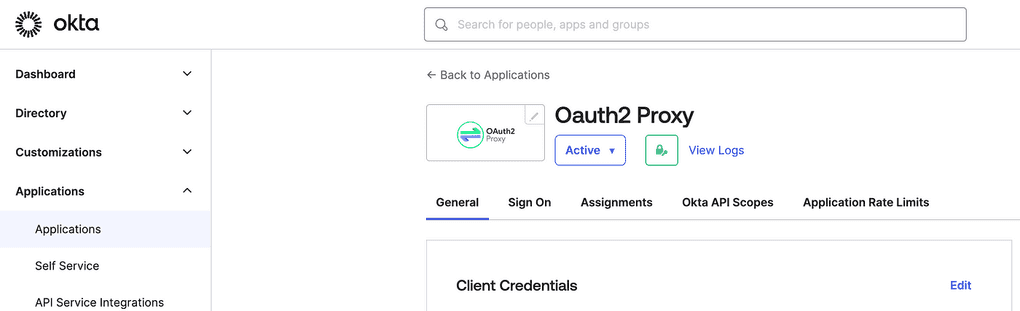 okta
Search for people, apps and groups
Dashboard
Directory
Customizations
Applications
Applications
Self Service
API Service Integrations
← Back to Applications
OAuth2
Proxy
Oauth2 Proxy
Active ▾
View Logs
General Sign On Assignments Okta API Scopes Application Rate Limits
Client Credentials Edit